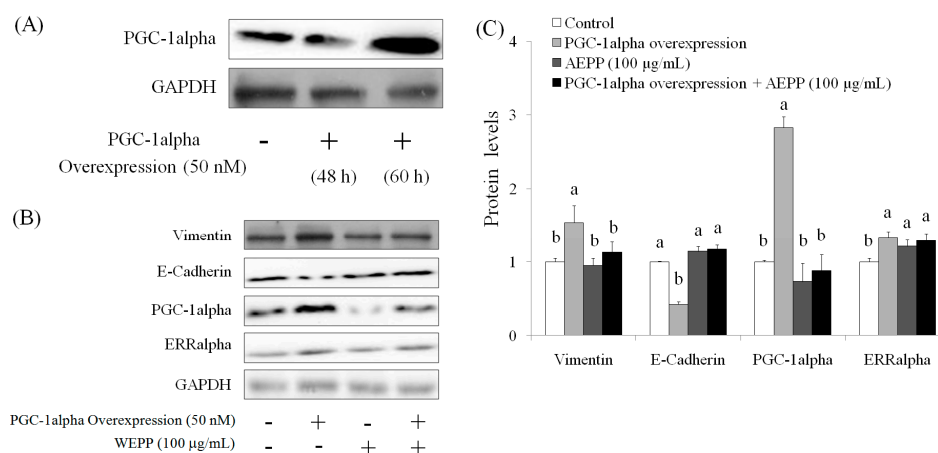 (A)
PGC-1alpha
GAPDH
PGC-1alpha - + +
Overexpression (50 nM) (48 h) (60 h)
(B)
Vimentin
E-Cadherin
PGC-1alpha
ERRalpha
GAPDH
PGC-1alpha Overexpression (50 nM) - + - +
WEPP (100 μg/mL) - - + +
(C)
Control
PGC-1alpha overexpression
AEPP (100 μg/mL)
PGC-1alpha overexpression + AEPP (100 μg/mL)
Protein levels
4
3
2
1
0
b a b b
a b a a
b a b b
b a a a
Vimentin E-Cadherin PGC-1alpha ERRalpha